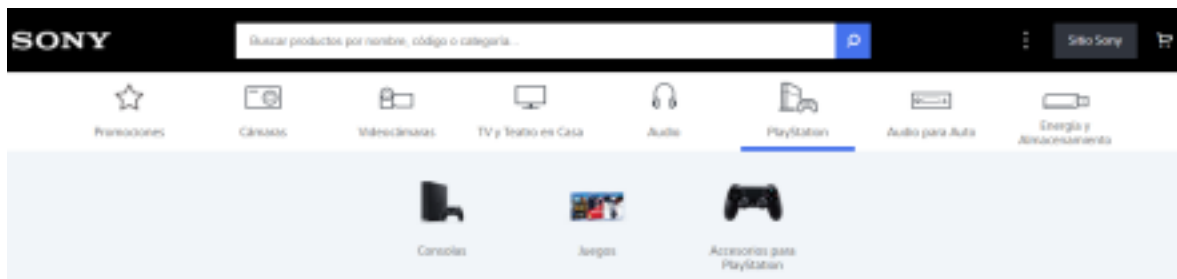 SONY
Buscar productos por nombre, código o categoría...
Sitio Sony
Promociones
Cámaras
Videocámaras
TV y Teatro en Casa
Audio
PlayStation
Audio para Auto
Energía y
Almacenamiento
Consolas
Juegos
Accesorios para
PlayStation